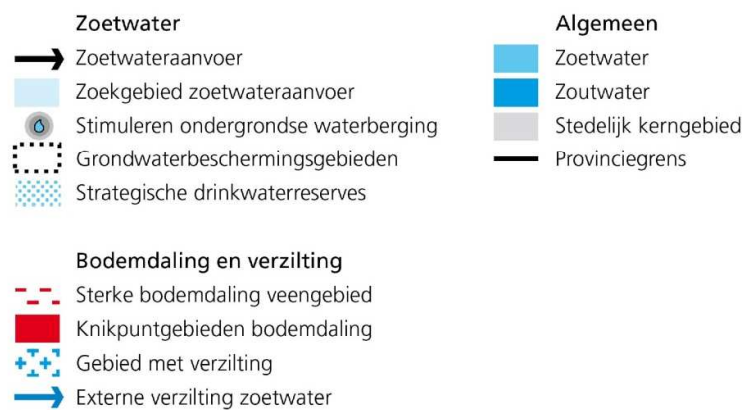 Zoetwater
Zoetwateraanvoer
Zoekgebied zoetwateraanvoer
Stimuleren ondergrondse waterberging
Grondwaterbeschermingsgebieden
Strategische drinkwaterreserves
Bodemdaling en verzilting
Sterke bodemdaling veengebied
Knikpuntgebieden bodemdaling
Gebied met verzilting
Externe verzilting zoetwater
Algemeen
Zoetwater
Zoutwater
Stedelijk kerngebied
Provinciegrens